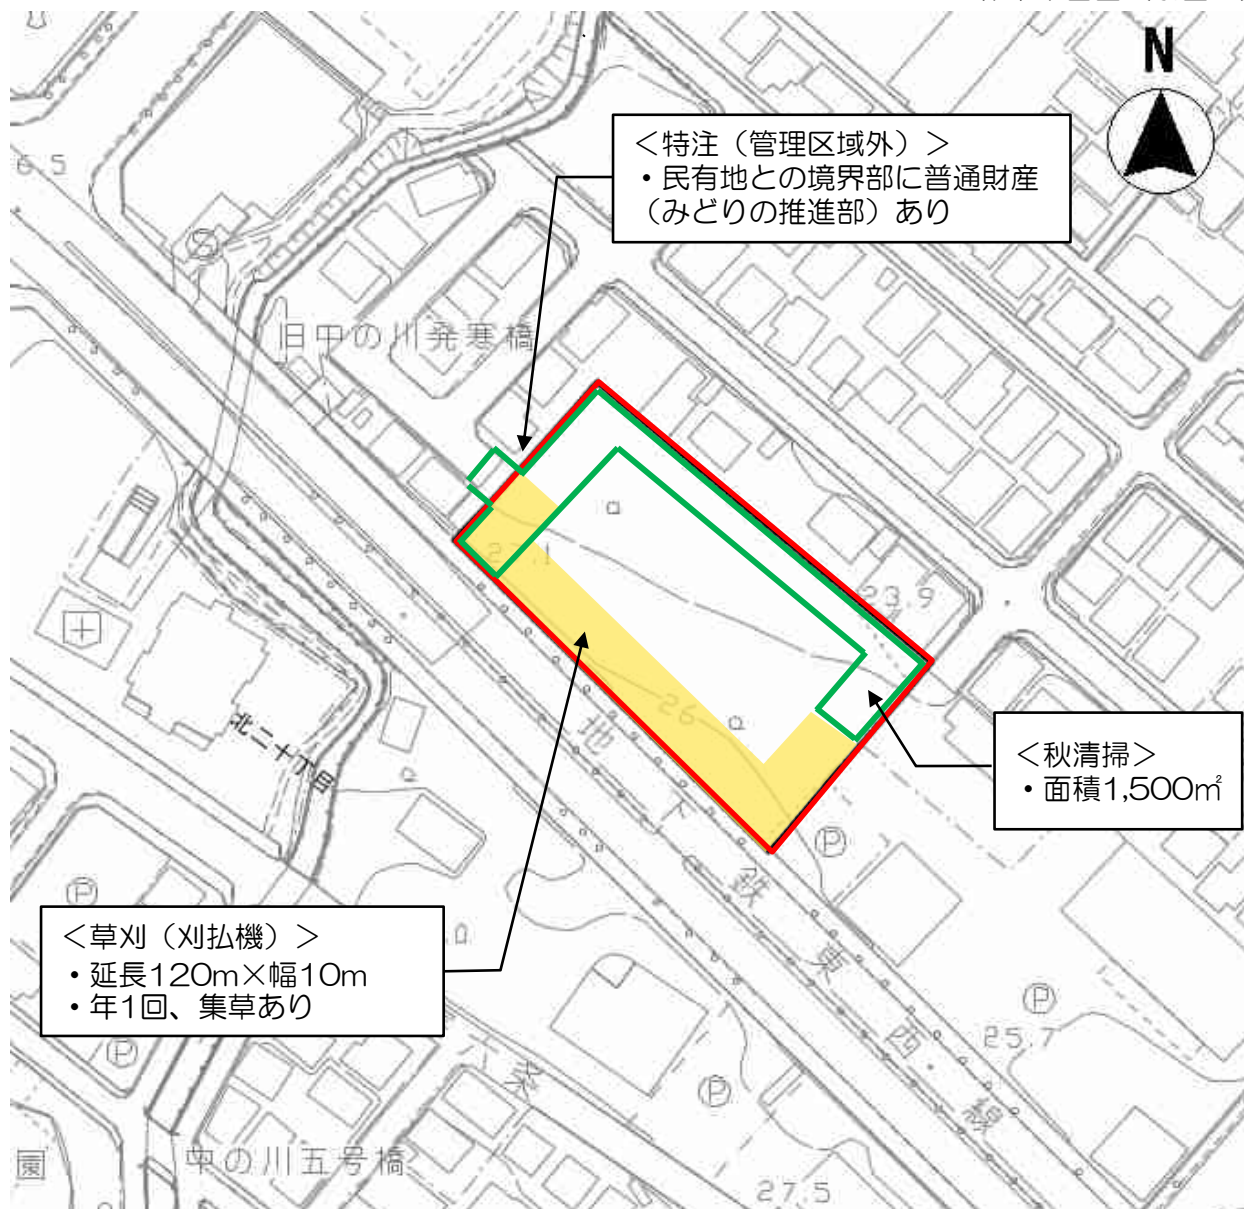 N
＜特注（管理区域外）＞
・民有地との境界部に普通財産
（みどりの推進部）あり
6.5
旧中の川発寒橋
27.1
23.9
26
北二十丁目
地下鉄東西線
＜秋清掃＞
・面積1,500㎡
P
＜草刈（刈払機）＞
・延長120m×幅10m
・年1回、集草あり
P
P
25.7
P
P
条
園
中の川五号橋
27.5